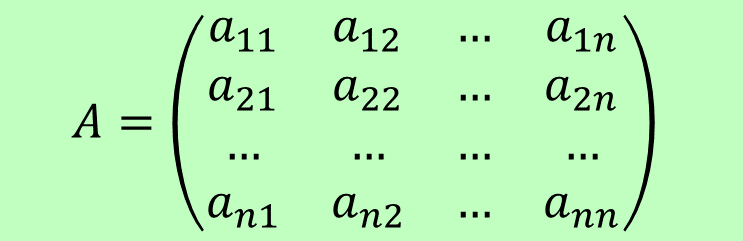 a₁₁ a₁₂ … a₁ₙ
a₂₁ a₂₂ … a₂ₙ
A =
… … … …
aₙ₁ aₙ₂ … aₙₙ